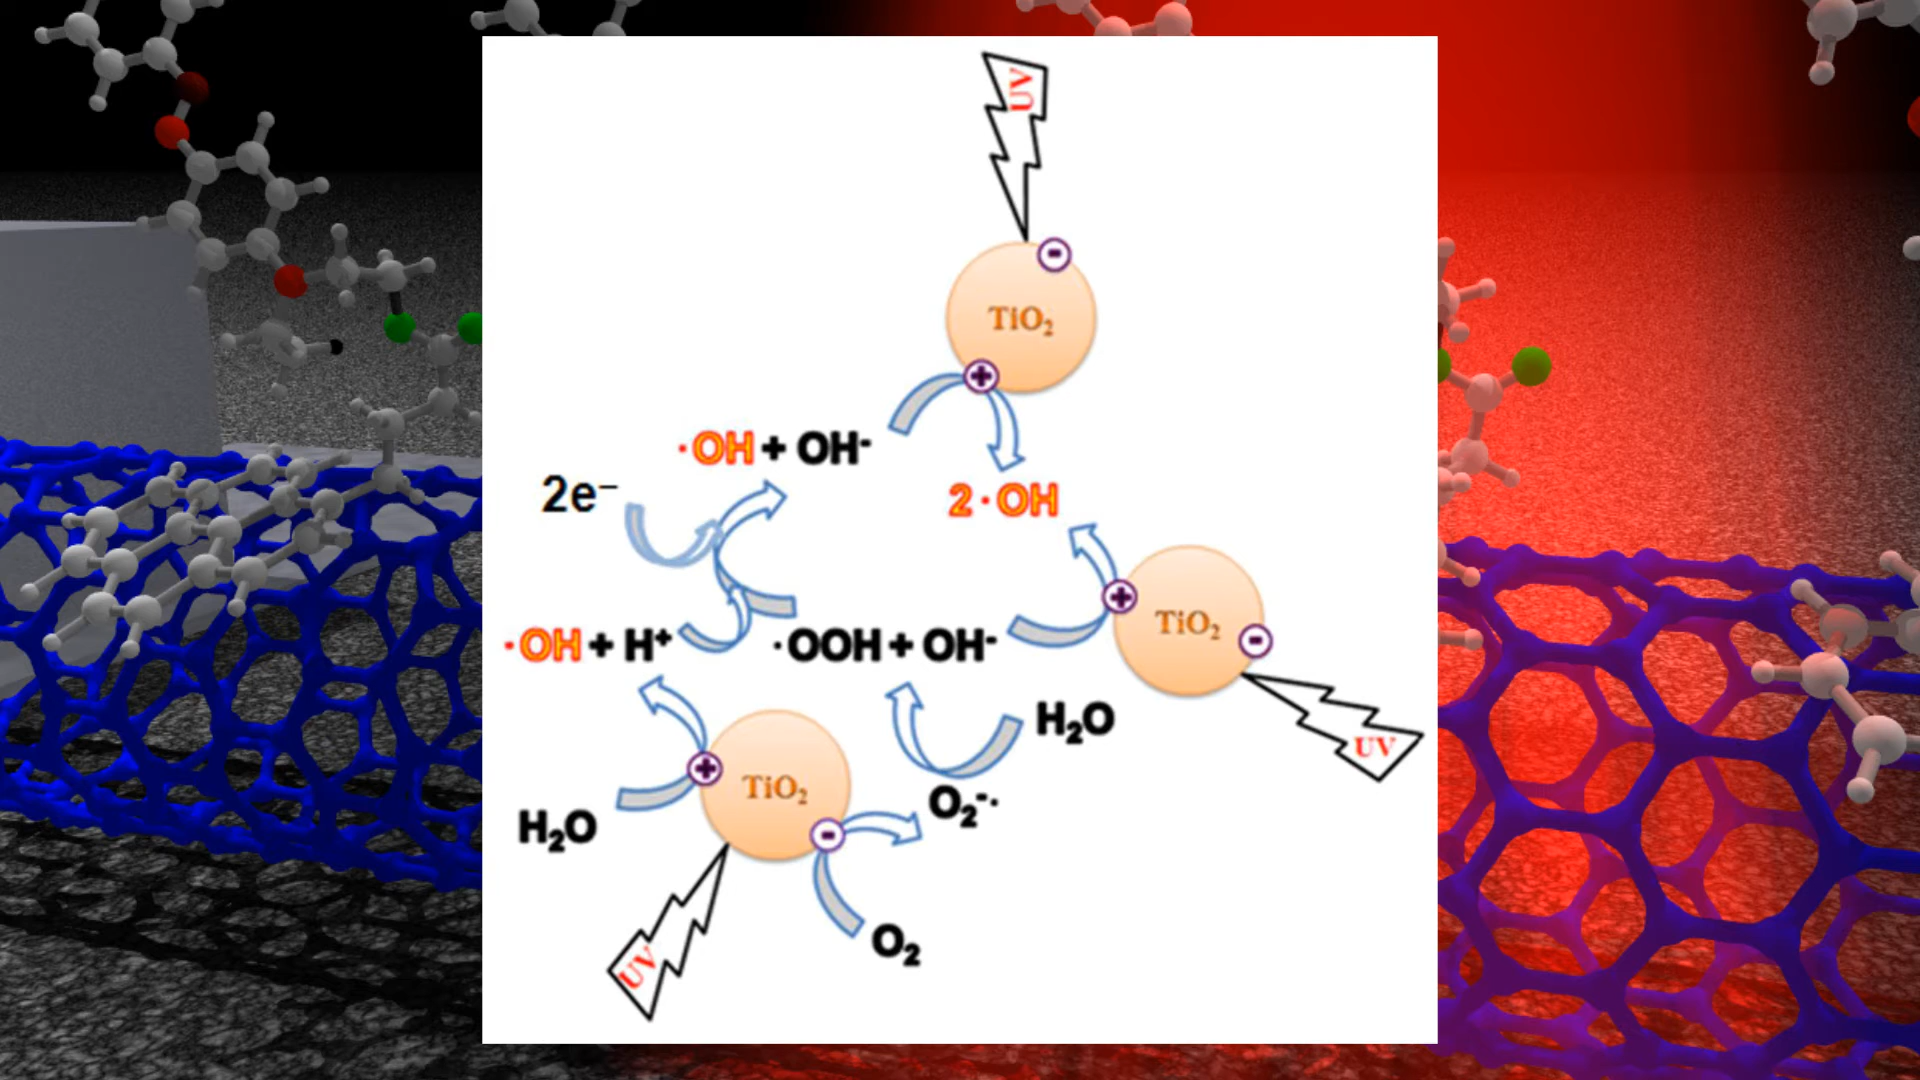 UV
TiO₂
·OH + OH⁻
2e⁻
2·OH
TiO₂
·OH + H⁺
·OOH + OH⁻
H₂O
UV
TiO₂
O₂⁻·
H₂O
O₂
UV